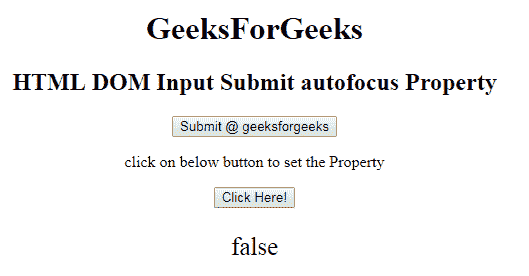 GeeksForGeeks
HTML DOM Input Submit autofocus Property
Submit @ geeksforgeeks
click on below button to set the Property
Click Here!
false